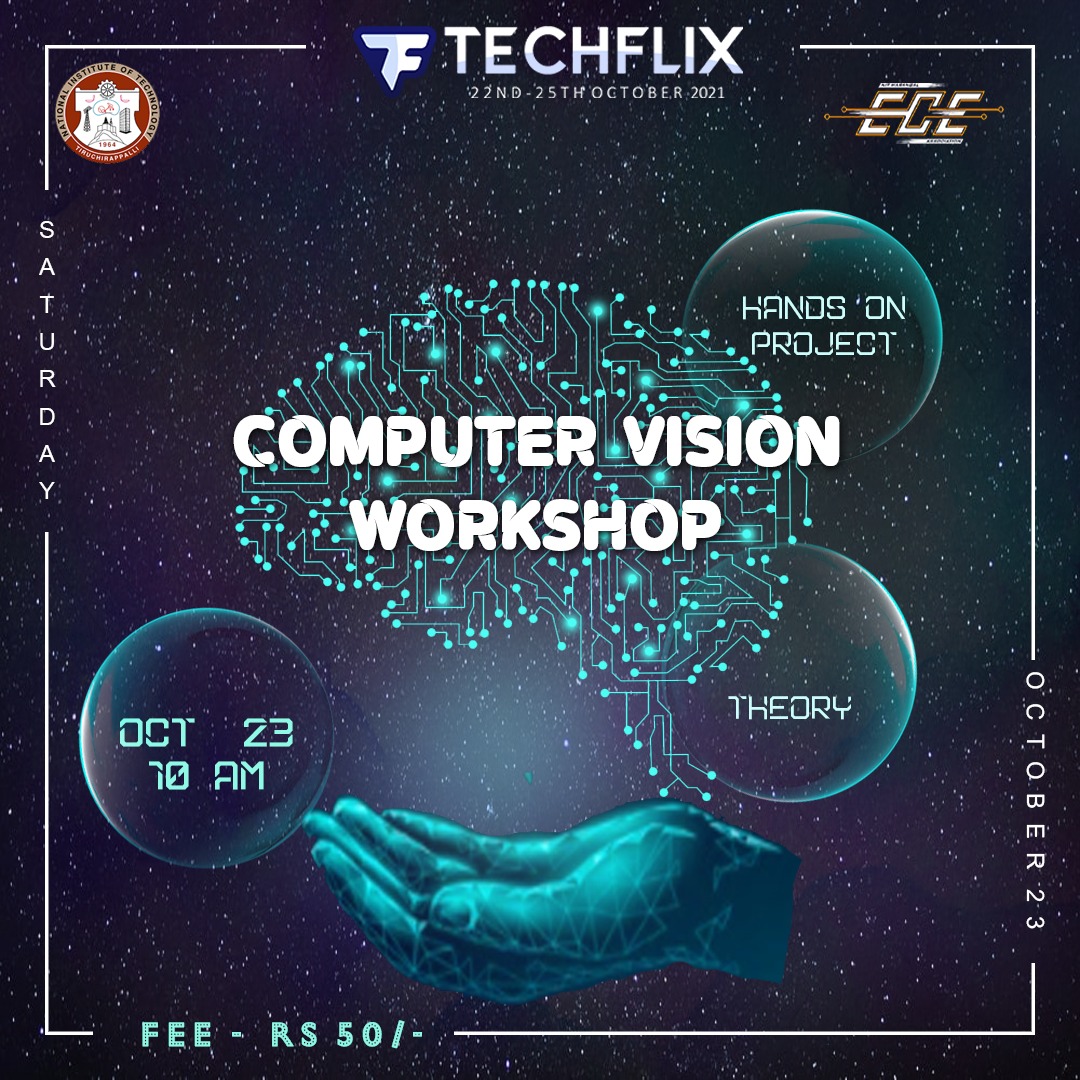 TECHFLIX
22ND-25TH OCTOBER 2021
NATIONAL INSTITUTE OF TECHNOLOGY
1964
TIRUCHIRAPPALLI
ECE
ASSOCIATION
SATURDAY
HANDS ON
PROJECT
COMPUTER VISION
WORKSHOP
THEORY
OCT 23
10 AM
OCTOBER 23
FEE - RS 50/-